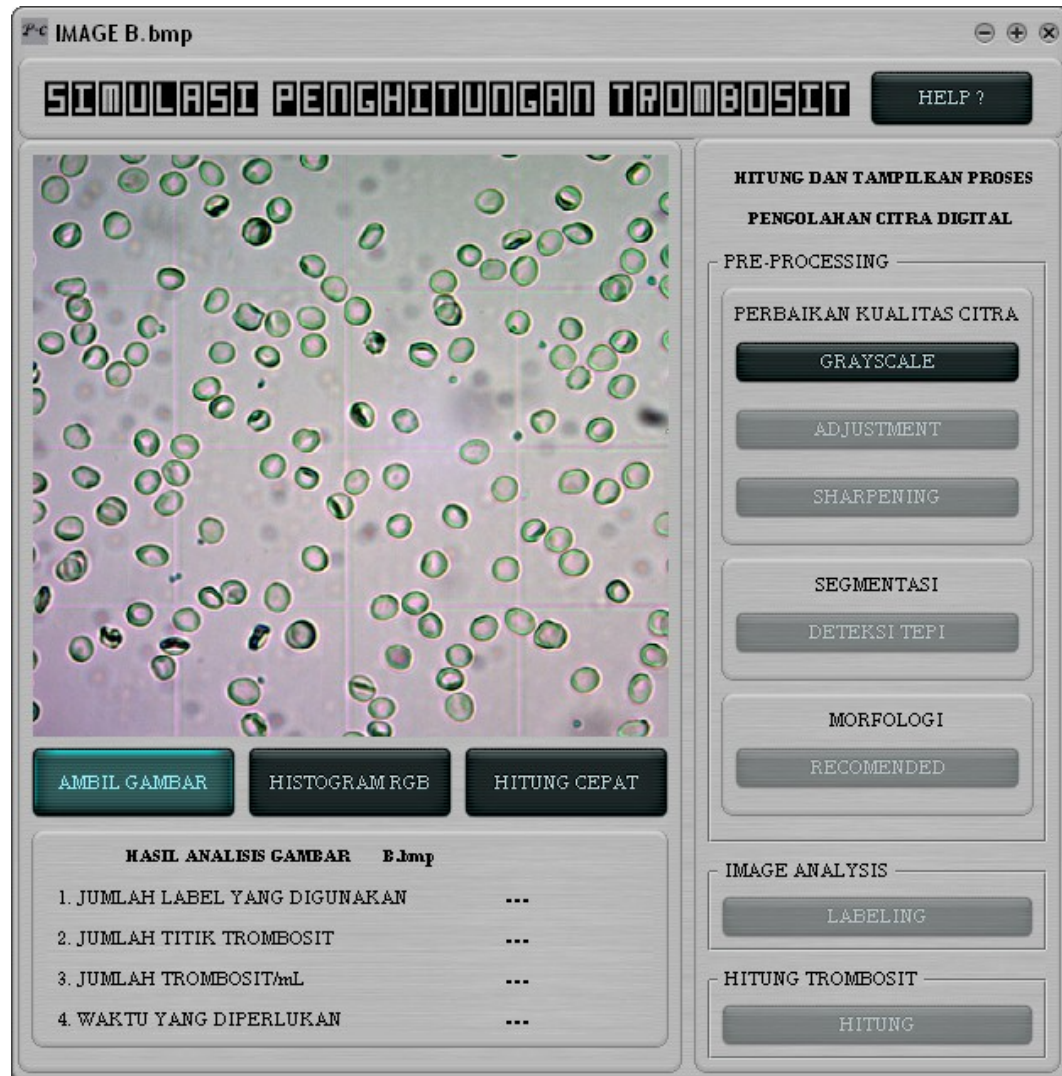 P-C IMAGE B.bmp
SIMULASI PENGHITUNGAN TROMBOSIT
HELP ?
HITUNG DAN TAMPILKAN PROSES
PENGOLAHAN CITRA DIGITAL
PRE-PROCESSING
PERBAIKAN KUALITAS CITRA
GRAYSCALE
ADJUSTMENT
SHARPENING
SEGMENTASI
DETEKSI TEPI
MORFOLOGI
RECOMENDED
AMBIL GAMBAR
HISTOGRAM RGB
HITUNG CEPAT
HASIL ANALISIS GAMBAR B.bmp
1. JUMLAH LABEL YANG DIGUNAKAN ---
2. JUMLAH TITIK TROMBOSIT ---
3. JUMLAH TROMBOSIT/mL ---
4. WAKTU YANG DIPERLUKAN ---
IMAGE ANALYSIS
LABELING
HITUNG TROMBOSIT
HITUNG